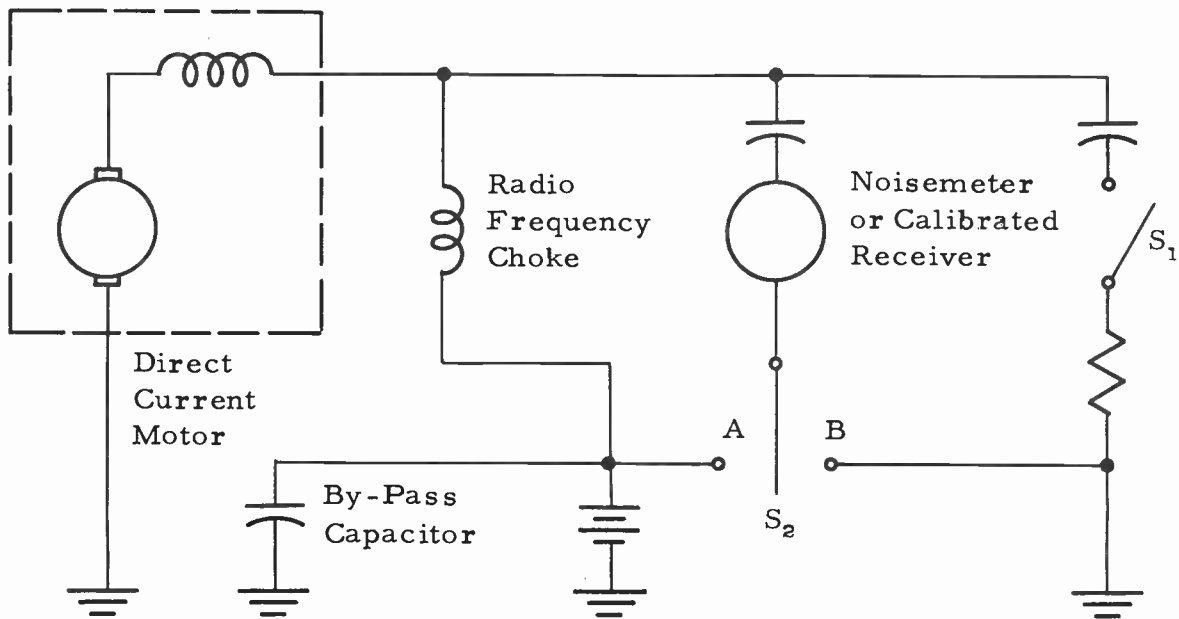 Radio
Frequency
Choke
Noisemeter
or Calibrated
Receiver
S₁
Direct
Current
Motor
A
B
By-Pass
Capacitor
S₂